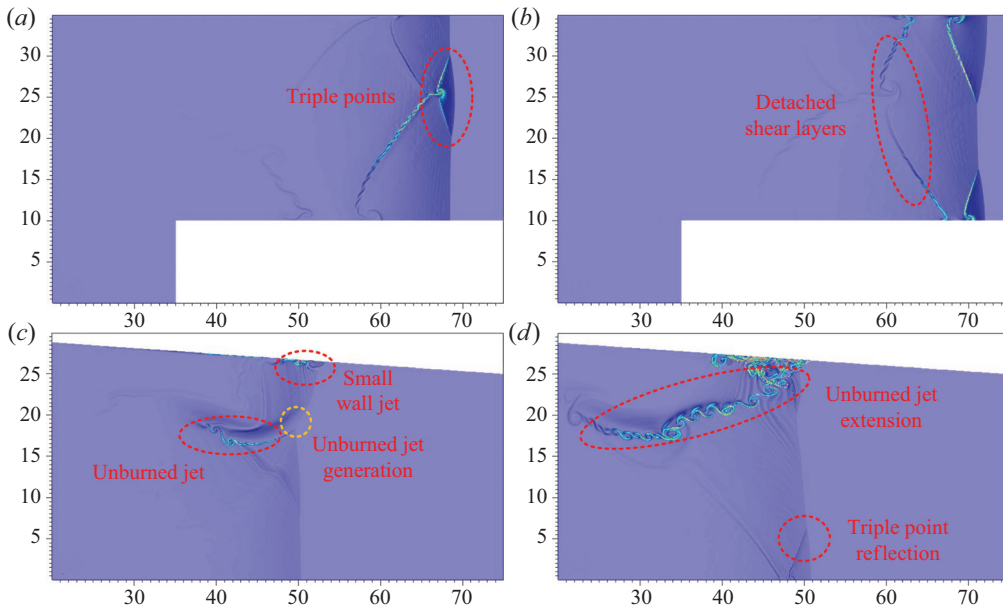 (a)
(b)
30
25
20
15
10
5
30
40
50
60
70
Triple points
30
25
20
15
10
5
30
40
50
60
70
Detached
shear layers
(c)
(d)
30
25
20
15
10
5
30
40
50
60
70
Small
wall jet
Unburned jet
Unburned jet
generation
30
25
20
15
10
5
30
40
50
60
70
Unburned jet
extension
Triple point
reflection